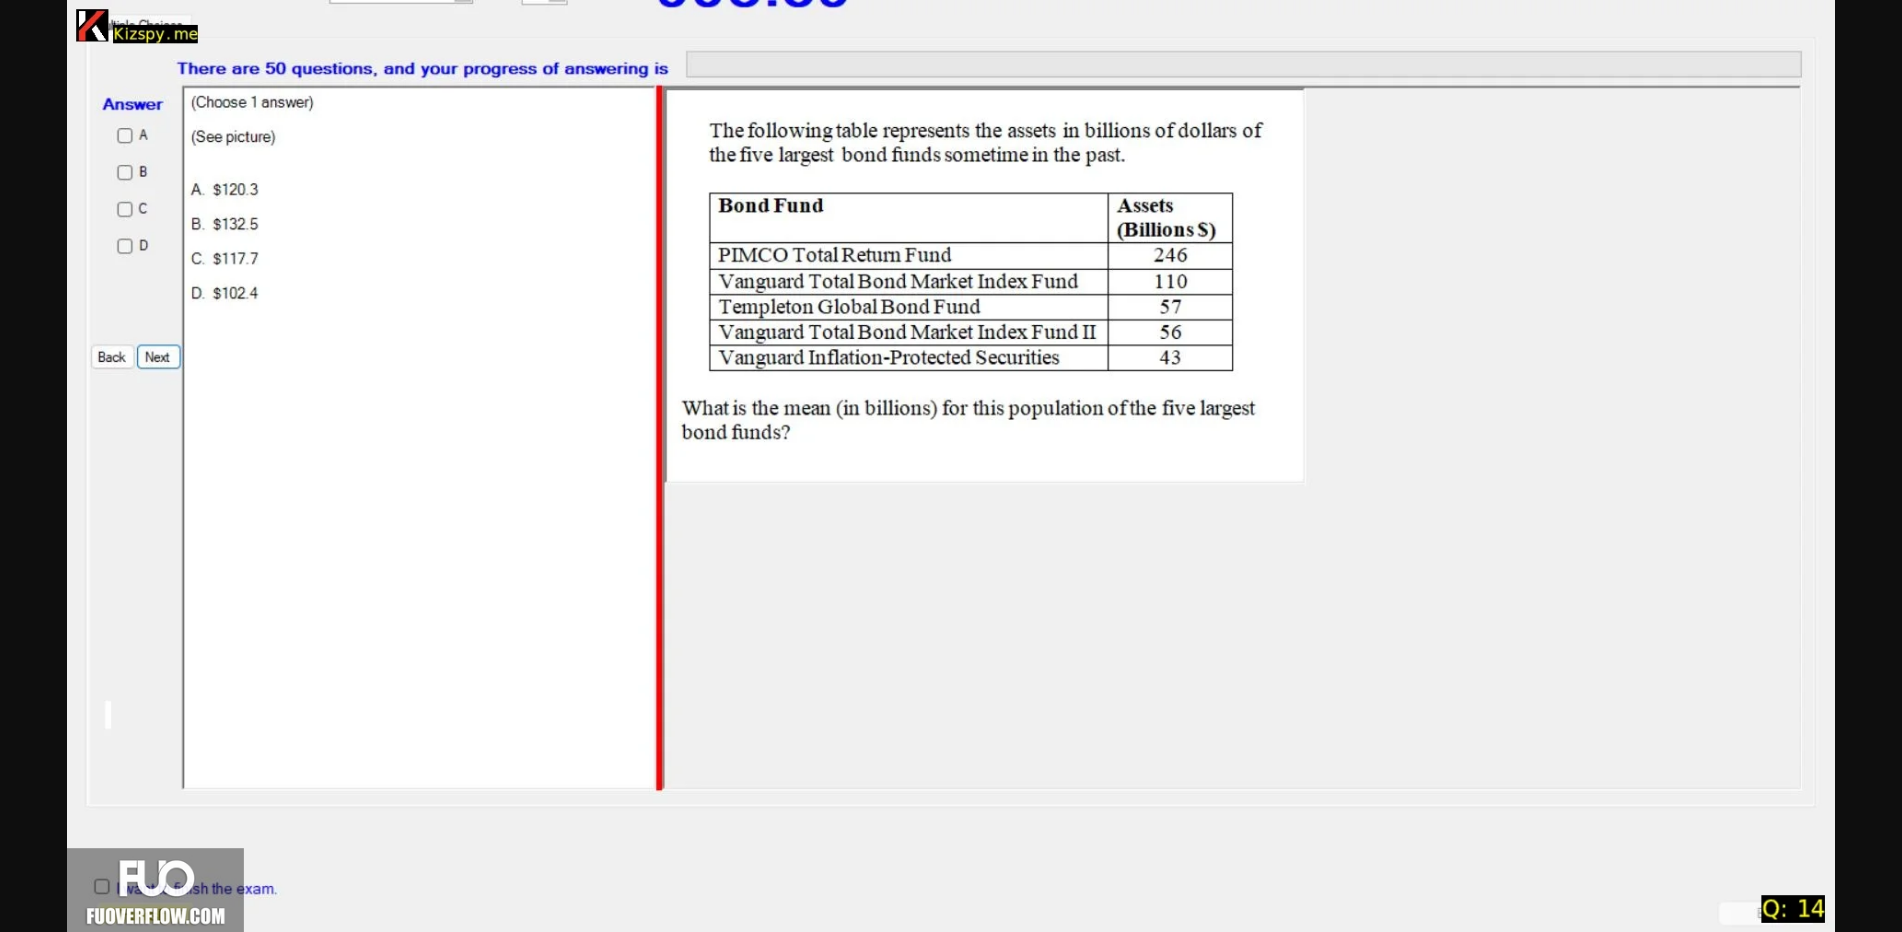 Kizspy.me
There are 50 questions, and your progress of answering is
Answer
A
B
C
D
Back
Next
(Choose 1 answer)
(See picture)
A. $120.3
B. $132.5
C. $117.7
D. $102.4
The following table represents the assets in billions of dollars of
the five largest bond funds sometime in the past.
Bond Fund Assets
(Billions $)
PIMCO Total Return Fund 246
Vanguard Total Bond Market Index Fund 110
Templeton Global Bond Fund 57
Vanguard Total Bond Market Index Fund II 56
Vanguard Inflation-Protected Securities 43
What is the mean (in billions) for this population of the five largest
bond funds?
FUO
the exam.
FUOVERFLOW.COM
Q: 14